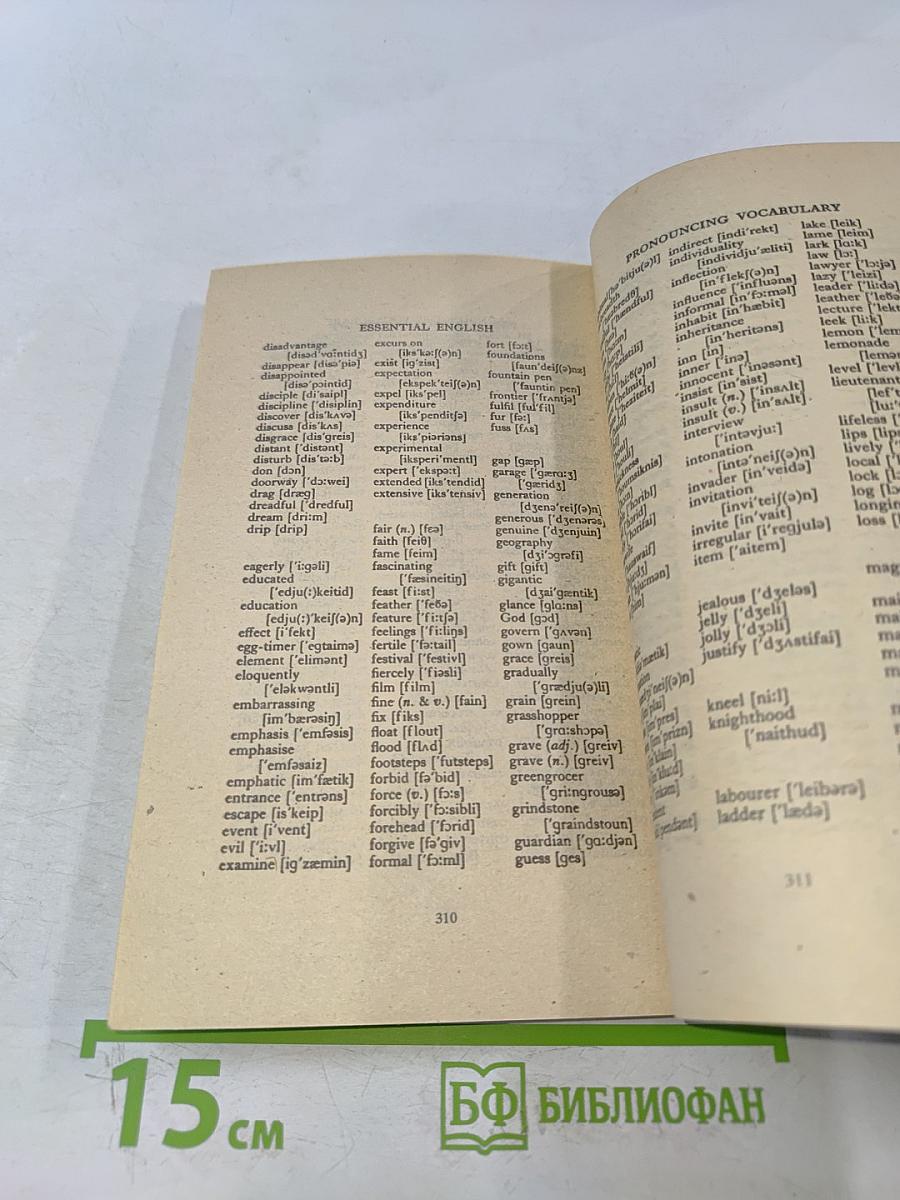 ESSENTIAL ENGLISH
disadvantage
[disəd'vɑ:ntidʒ]
disappear [disə'piə]
disappointed
[disə'pointid]
disciple [di'saipl]
discipline ['disiplin]
discover [dis'kʌvə]
discuss [dis'kʌs]
disgrace [dis'greis]
distant ['distənt]
disturb [dis'tə:b]
don [dɔn]
doorway ['dɔ:wei]
drag [dræg]
dreadful ['dredful]
dream [dri:m]
drip [drip]
eagerly ['i:gəli]
educated
['edju(:)keitid]
education
[edju(:)'keiʃ(ə)n]
effect [i'fekt]
egg-timer ['egtaimə]
element ['elimənt]
eloquently
['eləkwəntli]
embarrassing
[im'bærəsiŋ]
emphasis ['emfəsis]
emphasise
['emfəsaiz]
emphatic [im'fætik]
entrance ['entrəns]
escape [is'keip]
event [i'vent]
evil ['i:vl]
examine [ig'zæmin]
excurs on
[iks'kə:ʃ(ə)n]
exist [ig'zist]
expectation
[ekspek'teiʃ(ə)n]
expel [iks'pel]
expenditure
[iks'penditʃə]
experience
[iks'piəriəns]
experimental
[iksperi'mentl]
expert ['ekspə:t]
extended [iks'tendid]
extensive [iks'tensiv]
fair (n.) [feə]
faith [feiθ]
fame [feim]
fascinating
['fæsineitiŋ]
feast [fi:st]
feather ['feðə]
feature ['fi:tʃə]
feelings ['fi:liŋs]
fertile ['fə:tail]
festival ['festivl]
fiercely ['fiəsli]
film [film]
fine (n. & v.) [fain]
fix [fiks]
float [flout]
flood [flʌd]
footsteps ['futsteps]
forbid [fə'bid]
force (v.) [fɔ:s]
forcibly ['fɔ:sibli]
forehead ['fɔrid]
forgive [fə'giv]
formal ['fɔ:ml]
fort [fɔ:t]
foundations
[faun'deiʃ(ə)nz]
fountain pen
['fauntin pen]
frontier ['frʌntjə]
fulfil [ful'fil]
fur [fə:]
fuss [fʌs]
gap [gæp]
garage ['gærɑ:ʒ]
['gæridʒ]
generation
[dʒenə'reiʃ(ə)n]
generous ['dʒenərəs]
genuine ['dʒenjuin]
geography
[dʒi'ɔgrəfi]
gift [gift]
gigantic
[dʒai'gæntik]
glance [glɑ:ns]
God [gɔd]
govern ['gʌvən]
gown [gaun]
grace [greis]
gradually
['grædju(ə)li]
grain [grein]
grasshopper
['grɑ:shɔpə]
grave (adj.) [greiv]
grave (n.) [greiv]
greengrocer
['gri:ngrousə]
grindstone
['graindstoun]
guardian ['gɑ:djən]
guess [ges]
310
PRONOUNCING VOCABULARY
indirect [indi'rekt]
individuality
[individju'æliti]
inflection
[in'flekʃ(ə)n]
influence ['influəns]
informal [in'fɔ:məl]
inhabit [in'hæbit]
inheritance
[in'heritəns]
inn [in]
inner ['inə]
innocent ['inəsənt]
insist [in'sist]
insult (n.) ['insʌlt]
insult (v.) [in'sʌlt]
interview
['intəvju:]
intonation
[intə'neiʃ(ə)n]
invader [in'veidə]
invitation
[invi'teiʃ(ə)n]
invite [in'vait]
irregular [i'regjulə]
item ['aitem]
jealous ['dʒeləs]
jelly ['dʒeli]
jolly ['dʒɔli]
justify ['dʒʌstifai]
kneel [ni:l]
knighthood
['naithud]
labourer ['leibərə]
ladder ['lædə]
lake [leik]
lame [leim]
lark [lɑ:k]
law [lɔ:]
lawyer ['lɔ:jə]
lazy ['leizi]
leader ['li:də]
leather ['leðə]
lecture ['lekt
leek [li:k]
lemon ['lem
lemonade
[lemən
level ['levl
lieutenant
[lef't
[lu:'
lifeless ['
lips [lips
lively ['
local ['l
lock [l
log [lɔ
longin
loss [l
mag
311
15 см
БФ БИБЛИОФАН